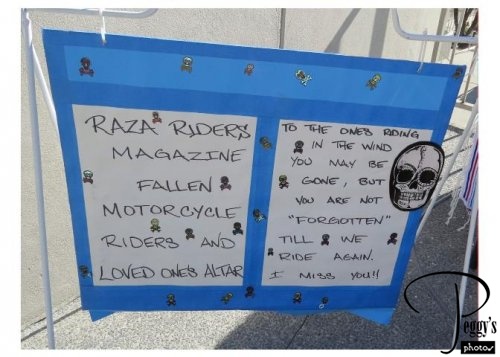 RAZA RIDERS
MAGAZINE
FALLEN
MOTORCYCLE
RIDERS AND
LOVED ONES ALTAR
TO THE ONES RIDING
IN THE WIND
YOU MAY BE
GONE, BUT
YOU ARE NOT
"FORGOTTEN"
TILL WE
RIDE AGAIN.
I MISS YOU!!
Peggy's
photos